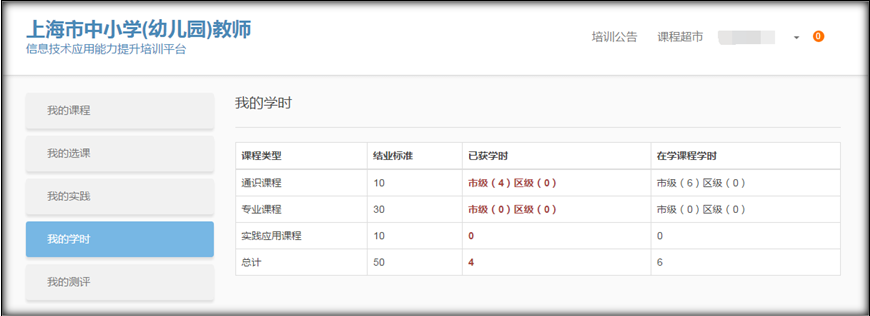 上海市中小学(幼儿园)教师
信息技术应用能力提升培训平台
培训公告 课程超市 0
我的课程
我的选课
我的实践
我的学时
我的测评
我的学时
课程类型 结业标准 已获学时 在学课程学时
通识课程 10 市级（4）区级（0） 市级（6）区级（0）
专业课程 30 市级（0）区级（0） 市级（0）区级（0）
实践应用课程 10 0 0
总计 50 4 6